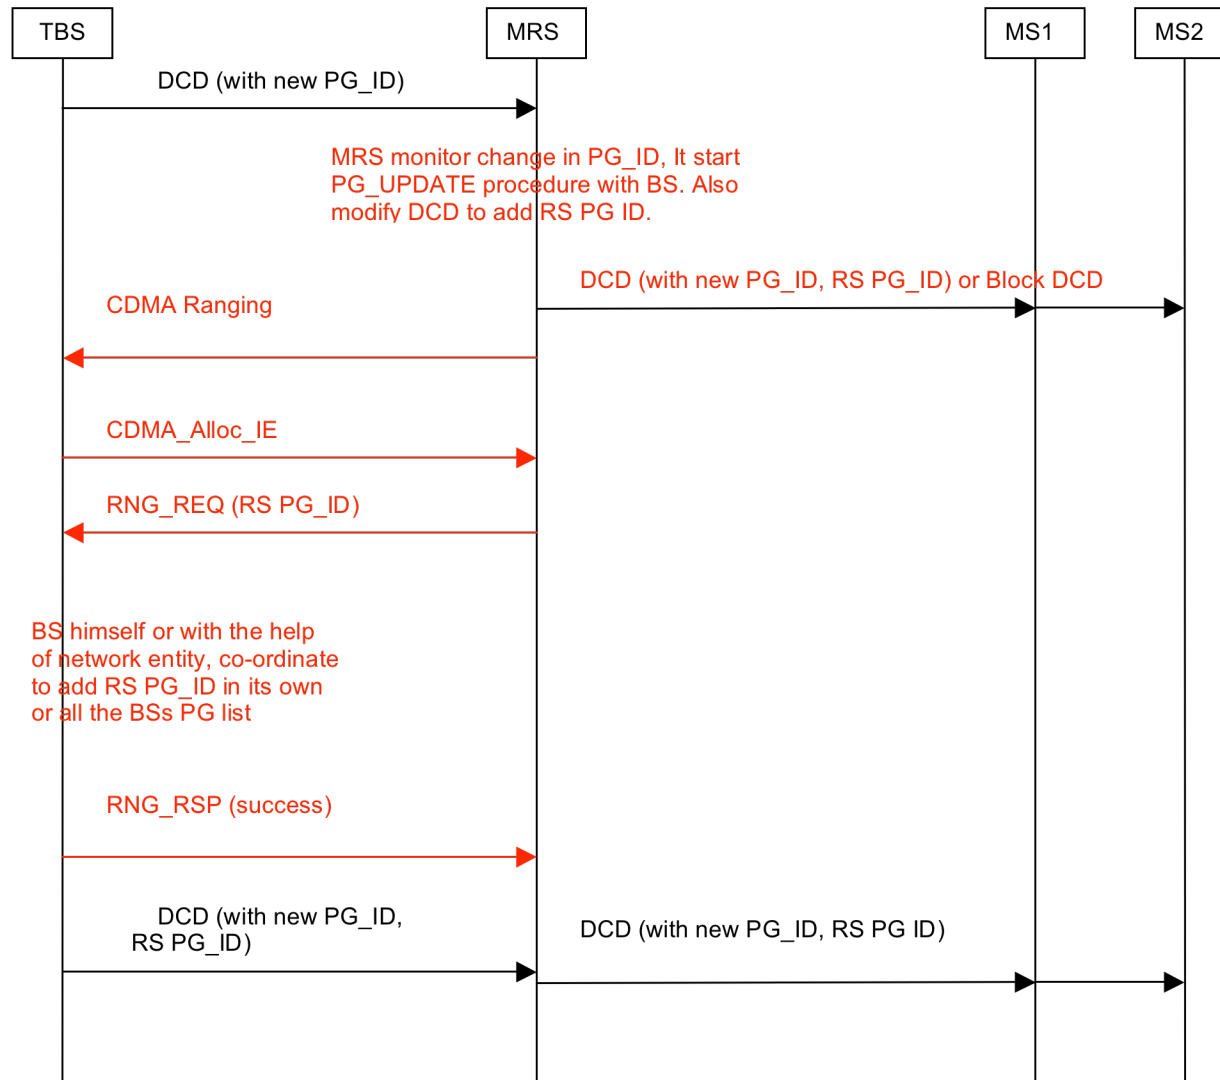 TBS
MRS
MS1
MS2
DCD (with new PG_ID)
MRS monitor change in PG_ID, It start
PG_UPDATE procedure with BS. Also
modify DCD to add RS PG ID.
DCD (with new PG_ID, RS PG_ID) or Block DCD
CDMA Ranging
CDMA_Alloc_IE
RNG_REQ (RS PG_ID)
BS himself or with the help
of network entity, co-ordinate
to add RS PG_ID in its own
or all the BSs PG list
RNG_RSP (success)
DCD (with new PG_ID,
RS PG_ID)
DCD (with new PG_ID, RS PG ID)